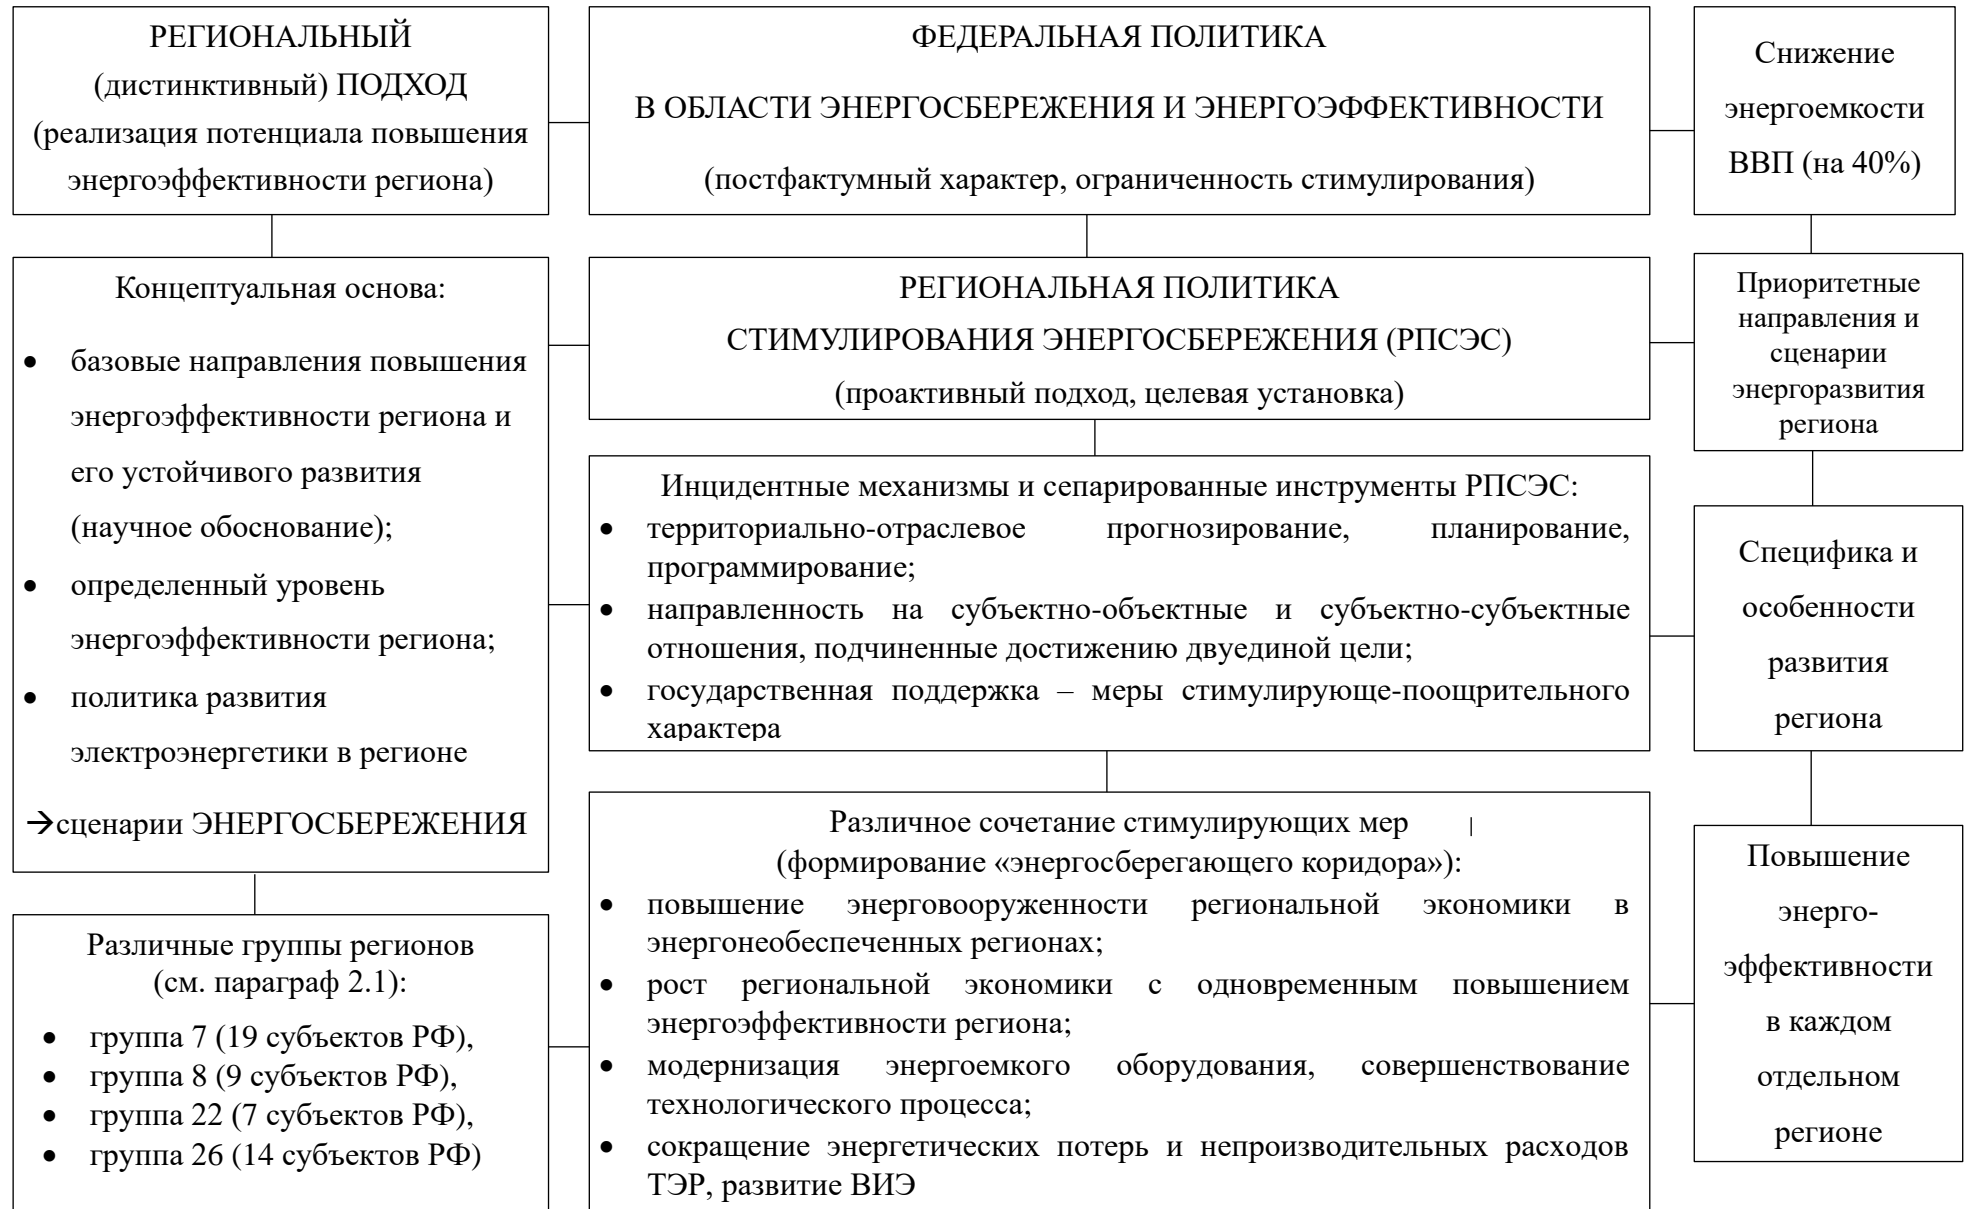 РЕГИОНАЛЬНЫЙ
(дистинктивный) ПОДХОД
(реализация потенциала повышения
энергоэффективности региона)
ФЕДЕРАЛЬНАЯ ПОЛИТИКА
В ОБЛАСТИ ЭНЕРГОСБЕРЕЖЕНИЯ И ЭНЕРГОЭФФЕКТИВНОСТИ
(постфактумный характер, ограниченность стимулирования)
Снижение
энергоемкости
ВВП (на 40%)
Концептуальная основа:
• базовые направления повышения
энергоэффективности региона и
его устойчивого развития
(научное обоснование);
• определенный уровень
энергоэффективности региона;
• политика развития
электроэнергетики в регионе
→сценарии ЭНЕРГОСБЕРЕЖЕНИЯ
РЕГИОНАЛЬНАЯ ПОЛИТИКА
СТИМУЛИРОВАНИЯ ЭНЕРГОСБЕРЕЖЕНИЯ (РПСЭС)
(проактивный подход, целевая установка)
Приоритетные
направления и
сценарии
энергоразвития
региона
Инцидентные механизмы и сепарированные инструменты РПСЭС:
• территориально-отраслевое прогнозирование, планирование,
программирование;
• направленность на субъектно-объектные и субъектно-субъектные
отношения, подчиненные достижению двуединой цели;
• государственная поддержка – меры стимулирующе-поощрительного
характера
Специфика и
особенности
развития
региона
Различные группы регионов
(см. параграф 2.1):
• группа 7 (19 субъектов РФ),
• группа 8 (9 субъектов РФ),
• группа 22 (7 субъектов РФ),
• группа 26 (14 субъектов РФ)
Различное сочетание стимулирующих мер
(формирование «энергосберегающего коридора»):
• повышение энерговооруженности региональной экономики в
энергонеобеспеченных регионах;
• рост региональной экономики с одновременным повышением
энергоэффективности региона;
• модернизация энергоемкого оборудования, совершенствование
технологического процесса;
• сокращение энергетических потерь и непроизводительных расходов
ТЭР, развитие ВИЭ
Повышение
энерго-
эффективности
в каждом
отдельном
регионе